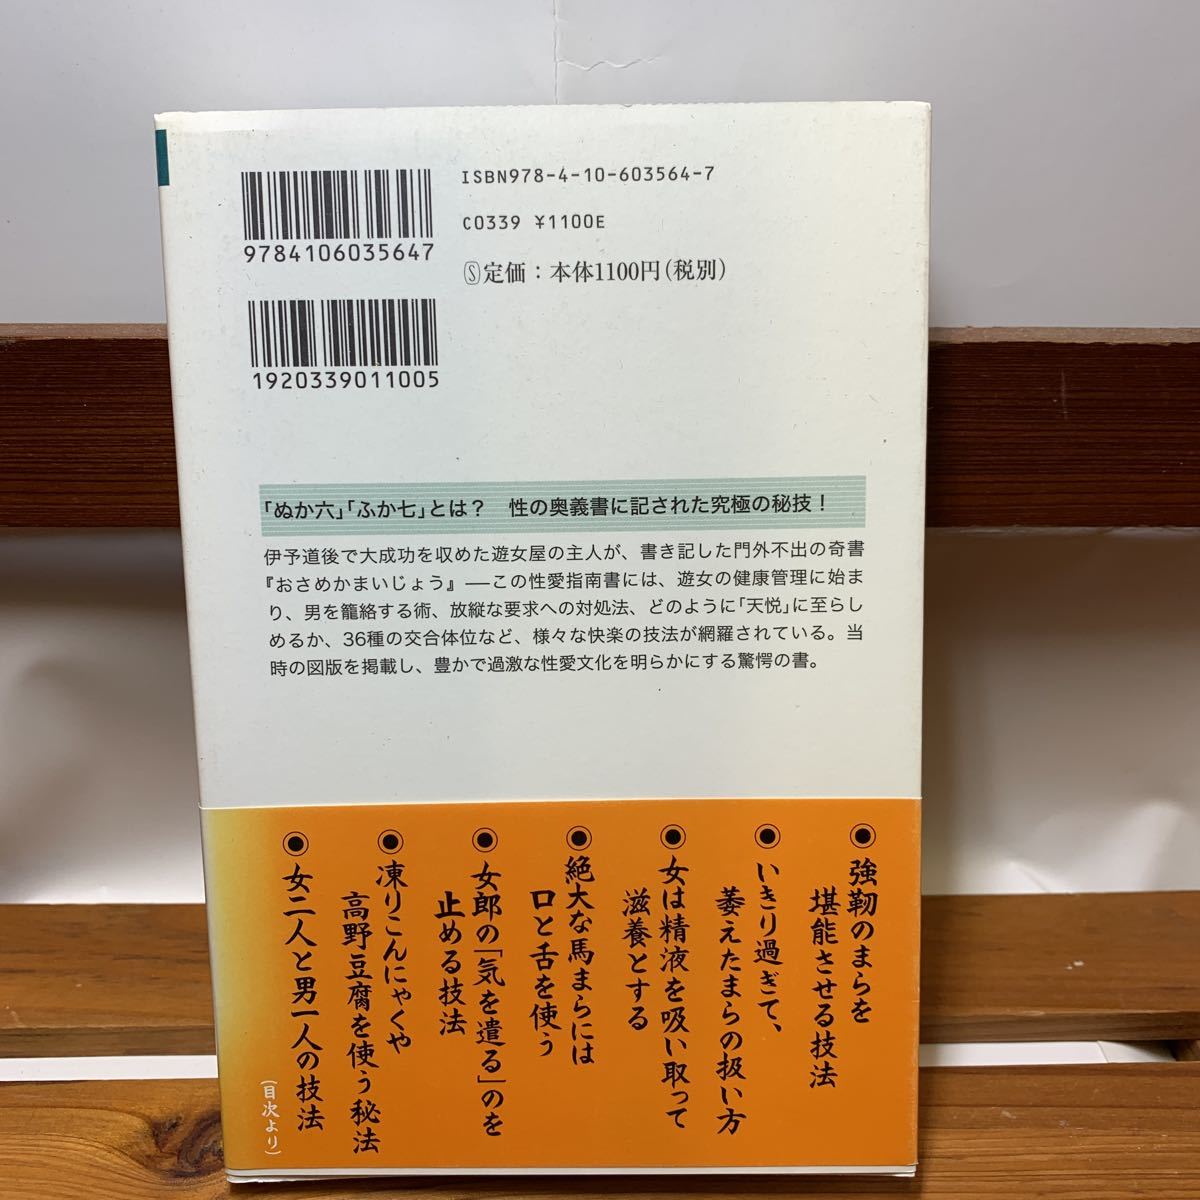 ISBN978-4-10-603564-7
9784106035647
C0339 ¥1100E
Ⓢ定価：本体1100円（税別）
1920339011005
「ぬか六」「ふか七」とは？　性の奥義書に記された究極の秘技！
伊予道後で大成功を収めた遊女屋の主人が、書き記した門外不出の奇書
『おさめかまいじょう』――この性愛指南書には、遊女の健康管理に始ま
り、男を籠絡する術、放縦な要求への対処法、どのように「天悦」に至らし
めるか、36種の交合体位など、様々な快楽の技法が網羅されている。当
時の図版を掲載し、豊かで過激な性愛文化を明らかにする驚愕の書。
◉強靭のまらを
堪能させる技法
◉いきり過ぎて、
萎えたまらの扱い方
◉女は精液を吸い取って
滋養とする
◉絶大な馬まらには
口と舌を使う
◉女郎の「気を遣る」のを
止める技法
◉凍りこんにゃくや
高野豆腐を使う秘法
◉女二人と男一人の技法
（目次より）